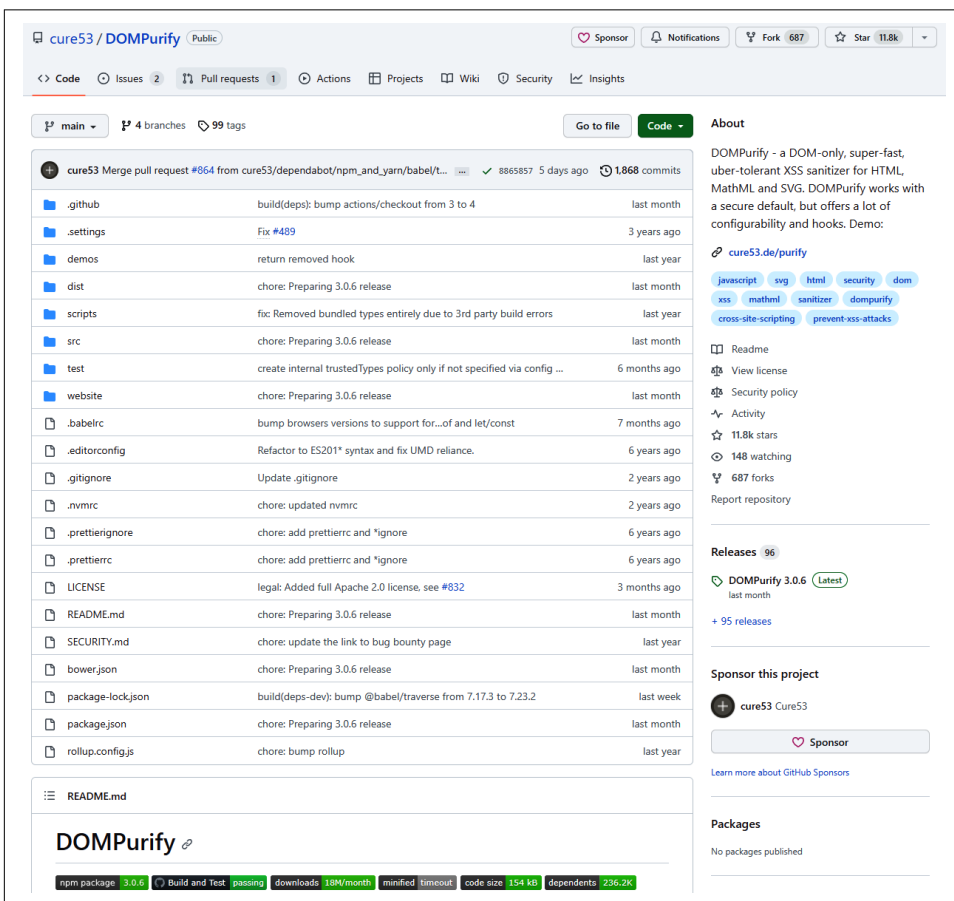 cure53 / DOMPurify Public
Sponsor Notifications Fork 687 Star 11.8k
Code Issues 2 Pull requests 1 Actions Projects Wiki Security Insights
main 4 branches 99 tags Go to file Code
cure53 Merge pull request #864 from cure53/dependabot/npm_and_yarn/babel/t... ... 8865857 5 days ago 1,868 commits
.github build(deps): bump actions/checkout from 3 to 4 last month
.settings Fix #489 3 years ago
demos return removed hook last year
dist chore: Preparing 3.0.6 release last month
scripts fix: Removed bundled types entirely due to 3rd party build errors last year
src chore: Preparing 3.0.6 release last month
test create internal trustedTypes policy only if not specified via config ... 6 months ago
website chore: Preparing 3.0.6 release last month
.babelrc bump browsers versions to support for...of and let/const 7 months ago
.editorconfig Refactor to ES201* syntax and fix UMD reliance. 6 years ago
.gitignore Update .gitignore 2 years ago
.nvmrc chore: updated nvmrc 2 years ago
.prettierignore chore: add prettierrc and *ignore 6 years ago
.prettierrc chore: add prettierrc and *ignore 6 years ago
LICENSE legal: Added full Apache 2.0 license, see #832 3 months ago
README.md chore: Preparing 3.0.6 release last month
SECURITY.md chore: update the link to bug bounty page last year
bower.json chore: Preparing 3.0.6 release last month
package-lock.json build(deps-dev): bump @babel/traverse from 7.17.3 to 7.23.2 last week
package.json chore: Preparing 3.0.6 release last month
rollup.config.js chore: bump rollup last year
README.md
DOMPurify
npm package 3.0.6 Build and Test passing downloads 18M/month minified timeout code size 154 kB dependents 236.2K
About
DOMPurify - a DOM-only, super-fast,
uber-tolerant XSS sanitizer for HTML,
MathML and SVG. DOMPurify works with
a secure default, but offers a lot of
configurability and hooks. Demo:
cure53.de/purify
javascript svg html security dom
xss mathml sanitizer dompurify
cross-site-scripting prevent-xss-attacks
Readme
View license
Security policy
Activity
11.8k stars
148 watching
687 forks
Report repository
Releases 96
DOMPurify 3.0.6 Latest
last month
+ 95 releases
Sponsor this project
cure53 Cure53
Sponsor
Learn more about GitHub Sponsors
Packages
No packages published